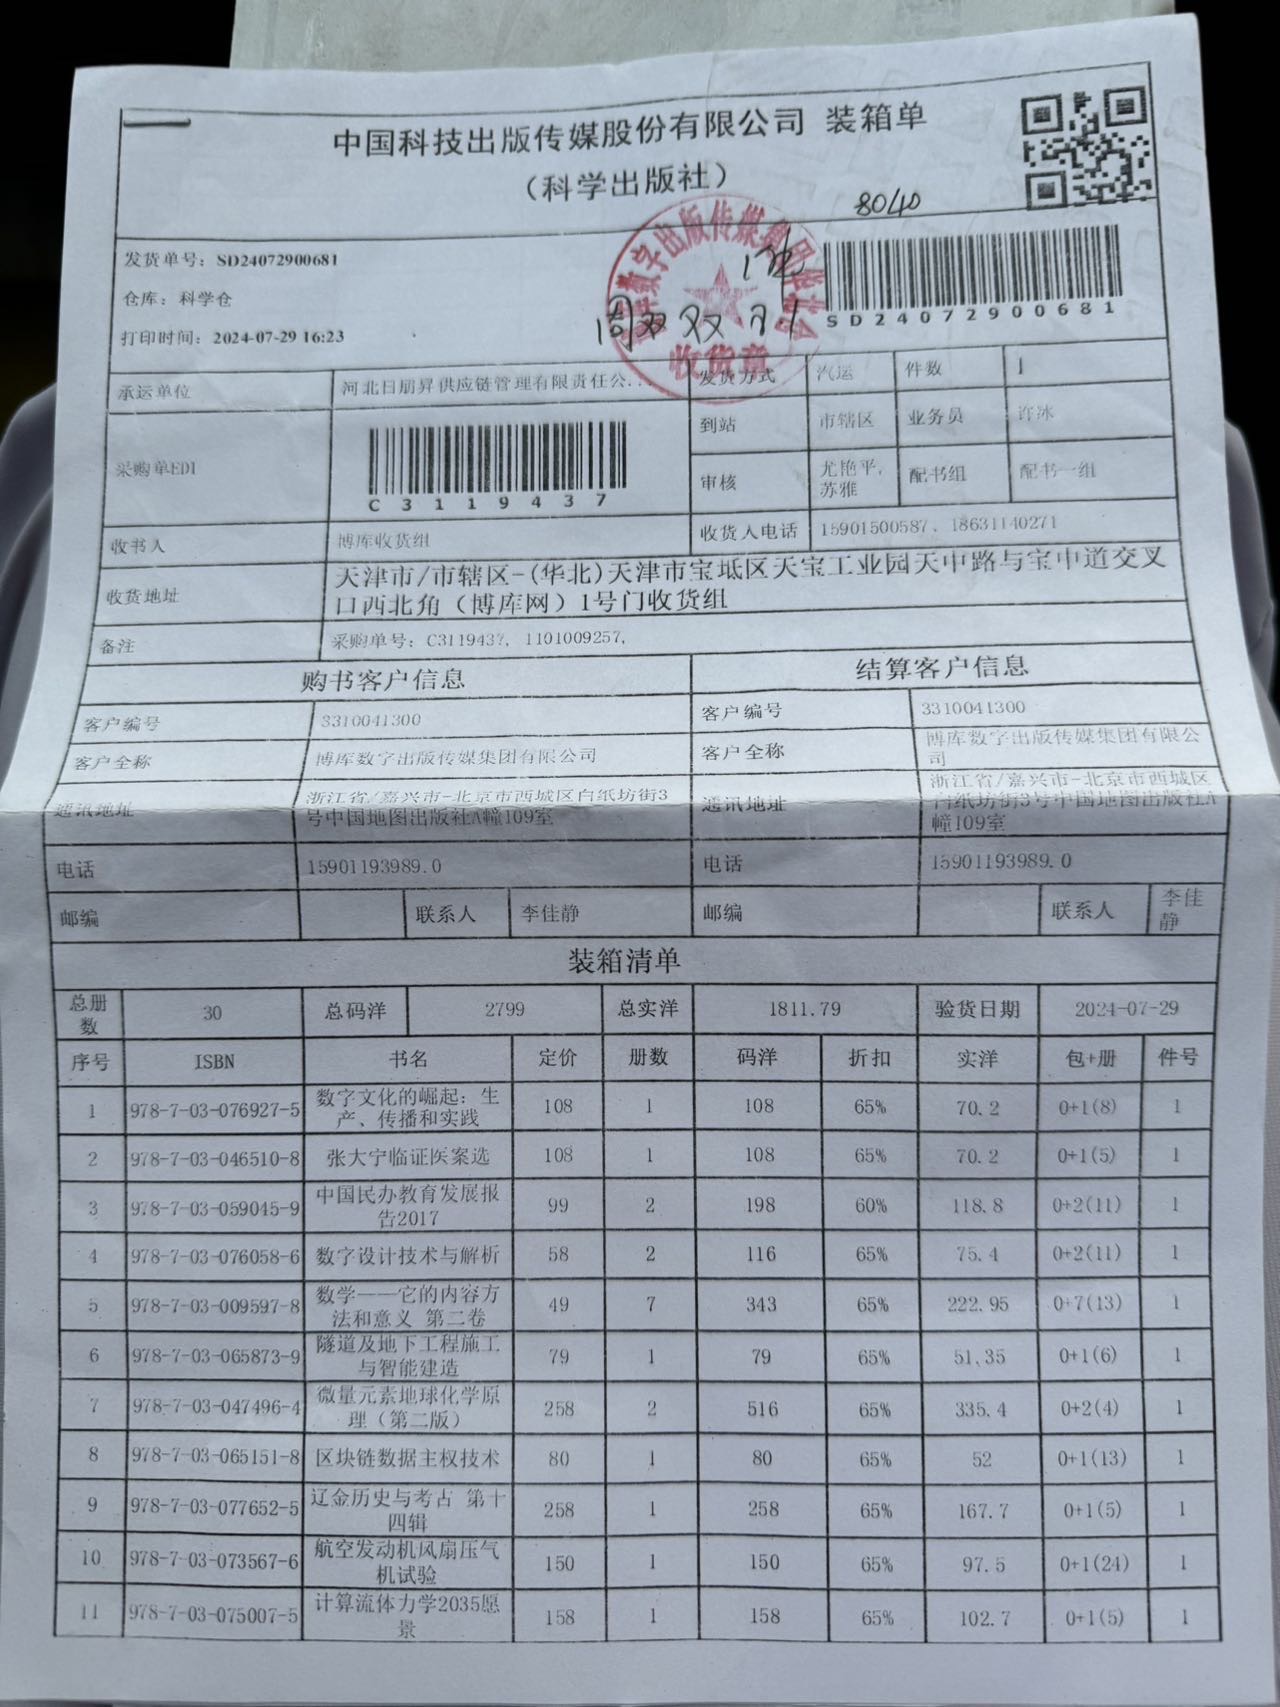 中国科技出版传媒股份有限公司 装箱单
（科学出版社）
8040
发货单号：SD24072900681
仓库：科学仓
打印时间：2024-07-29 16:23
SD24072900681
收货章
承运单位 河北日朋昇供应链管理有限责任公... 发货方式 汽运 件数 1
采购单EDI C3119437 到站 市辖区 业务员 许冰
审核 尤艳平, 苏雅 配书组 配书一组
收书人 博库收货组 收货人电话 15901500587、18631140271
收货地址 天津市/市辖区-(华北)天津市宝坻区天宝工业园天中路与宝中道交叉
口西北角（博库网）1号门收货组
备注 采购单号：C3119437, 1101009257,
购书客户信息 结算客户信息
客户编号 3310041300 客户编号 3310041300
客户全称 博库数字出版传媒集团有限公司 客户全称 博库数字出版传媒集团有限公司
通讯地址 浙江省/嘉兴市-北京市西城区白纸坊街3号中国地图出版社A幢109室 通讯地址 浙江省/嘉兴市-北京市西城区白纸坊街3号中国地图出版社A幢109室
电话 15901193989.0 电话 15901193989.0
邮编 联系人 李佳静 邮编 联系人 李佳静
装箱清单
总册数 30 总码洋 2799 总实洋 1811.79 验货日期 2024-07-29
序号 ISBN 书名 定价 册数 码洋 折扣 实洋 包+册 件号
1 978-7-03-076927-5 数字文化的崛起：生产、传播和实践 108 1 108 65% 70.2 0+1(8) 1
2 978-7-03-046510-8 张大宁临证医案选 108 1 108 65% 70.2 0+1(5) 1
3 978-7-03-059045-9 中国民办教育发展报告2017 99 2 198 60% 118.8 0+2(11) 1
4 978-7-03-076058-6 数字设计技术与解析 58 2 116 65% 75.4 0+2(11) 1
5 978-7-03-009597-8 数学——它的内容方法和意义 第二卷 49 7 343 65% 222.95 0+7(13) 1
6 978-7-03-065873-9 隧道及地下工程施工与智能建造 79 1 79 65% 51.35 0+1(6) 1
7 978-7-03-047496-4 微量元素地球化学原理（第二版） 258 2 516 65% 335.4 0+2(4) 1
8 978-7-03-065151-8 区块链数据主权技术 80 1 80 65% 52 0+1(13) 1
9 978-7-03-077652-5 辽金历史与考古 第十四辑 258 1 258 65% 167.7 0+1(5) 1
10 978-7-03-073567-6 航空发动机风扇压气机试验 150 1 150 65% 97.5 0+1(24) 1
11 978-7-03-075007-5 计算流体力学2035愿景 158 1 158 65% 102.7 0+1(5) 1